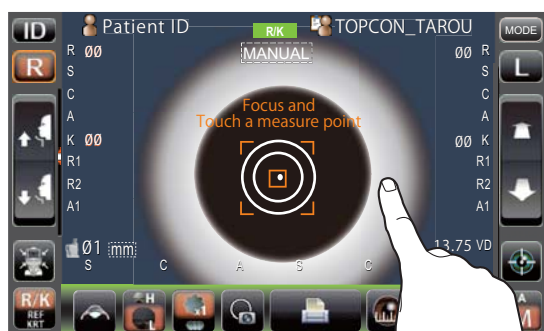 ID Patient ID R/K TOPCON_TAROU MODE
MANUAL
R R 00 00 R L
S S
C C
A A
Focus and
Touch a measure point
K 00 00 K
R1 R1
R2 R2
A1 A1
01 mm 13.75 VD
S C A S C
R/K
REF
KRT
H
L
x1
A
M